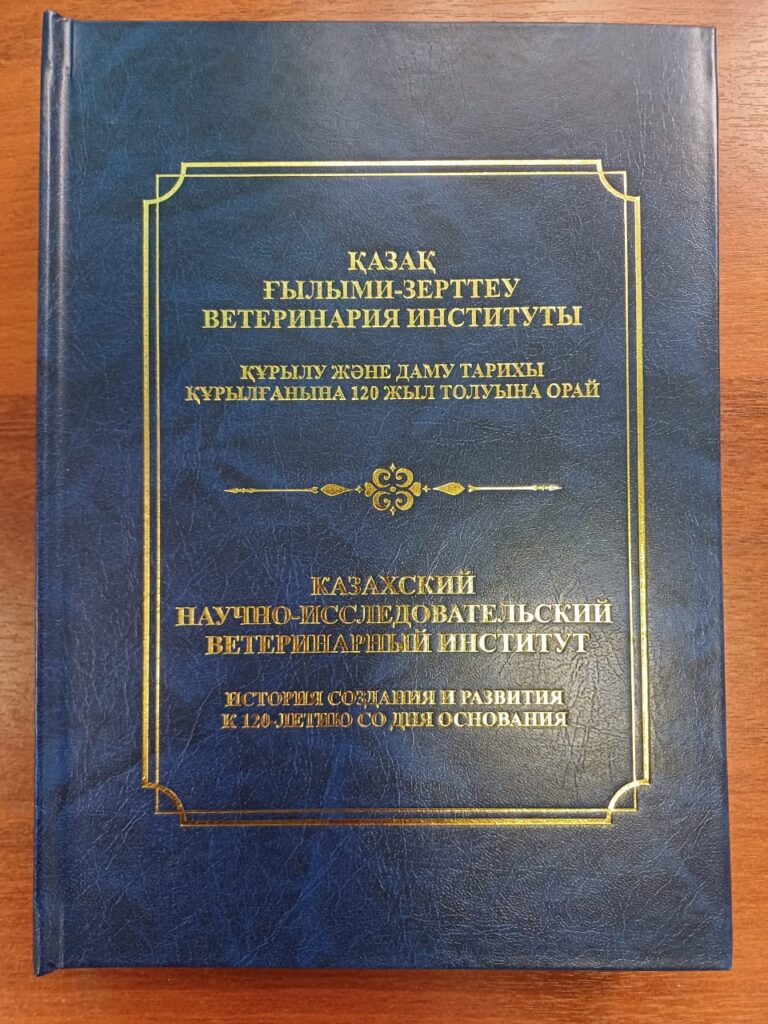 ҚАЗАҚ
ҒЫЛЫМИ-ЗЕРТТЕУ
ВЕТЕРИНАРИЯ ИНСТИТУТЫ
ҚҰРЫЛУ ЖӘНЕ ДАМУ ТАРИХЫ
ҚҰРЫЛҒАНЫНА 120 ЖЫЛ ТОЛУЫНА ОРАЙ
КАЗАХСКИЙ
НАУЧНО-ИССЛЕДОВАТЕЛЬСКИЙ
ВЕТЕРИНАРНЫЙ ИНСТИТУТ
ИСТОРИЯ СОЗДАНИЯ И РАЗВИТИЯ
К 120-ЛЕТИЮ СО ДНЯ ОСНОВАНИЯ